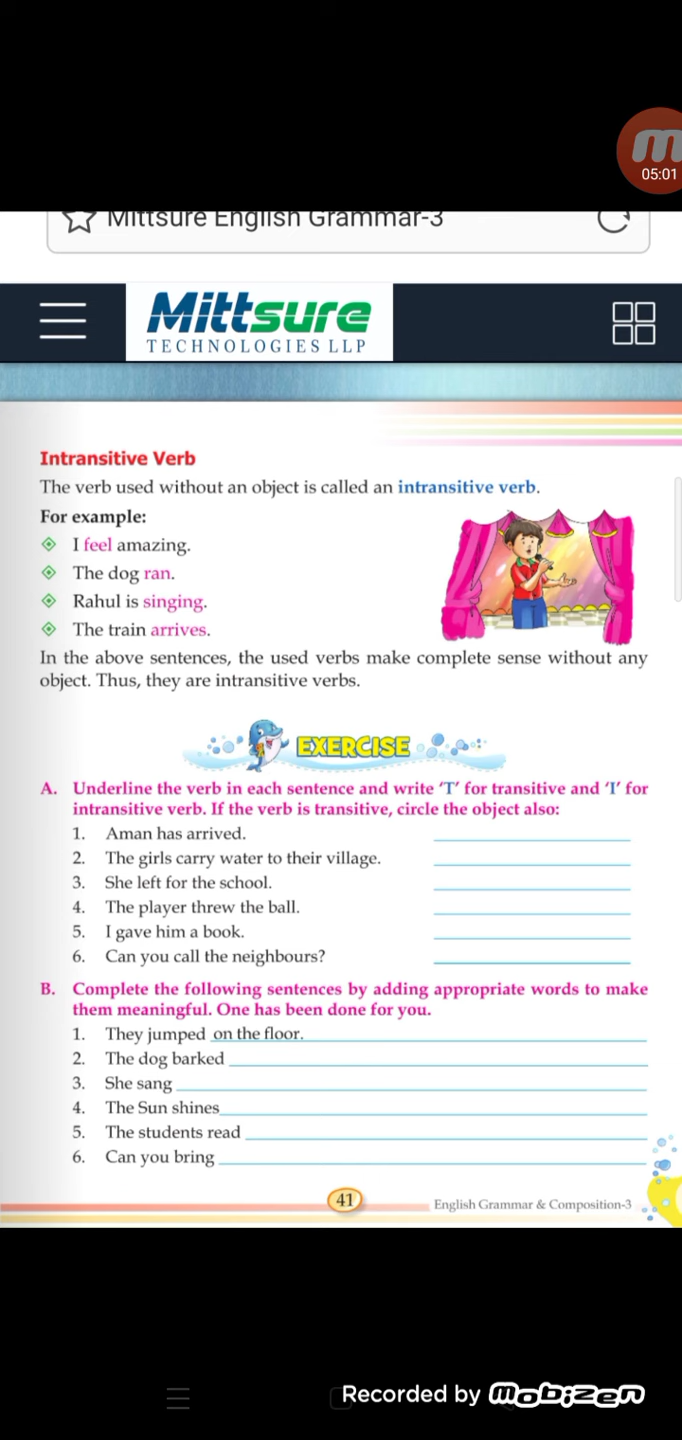 05:01
Mittsure English Grammar-3
Mittsure
TECHNOLOGIES LLP
Intransitive Verb
The verb used without an object is called an intransitive verb.
For example:
I feel amazing.
The dog ran.
Rahul is singing.
The train arrives.
In the above sentences, the used verbs make complete sense without any
object. Thus, they are intransitive verbs.
EXERCISE
A. Underline the verb in each sentence and write ‘T’ for transitive and ‘I’ for
intransitive verb. If the verb is transitive, circle the object also:
1. Aman has arrived.
2. The girls carry water to their village.
3. She left for the school.
4. The player threw the ball.
5. I gave him a book.
6. Can you call the neighbours?
B. Complete the following sentences by adding appropriate words to make
them meaningful. One has been done for you.
1. They jumped on the floor.
2. The dog barked
3. She sang
4. The Sun shines
5. The students read
6. Can you bring
41
English Grammar & Composition-3
Recorded by Mobizen